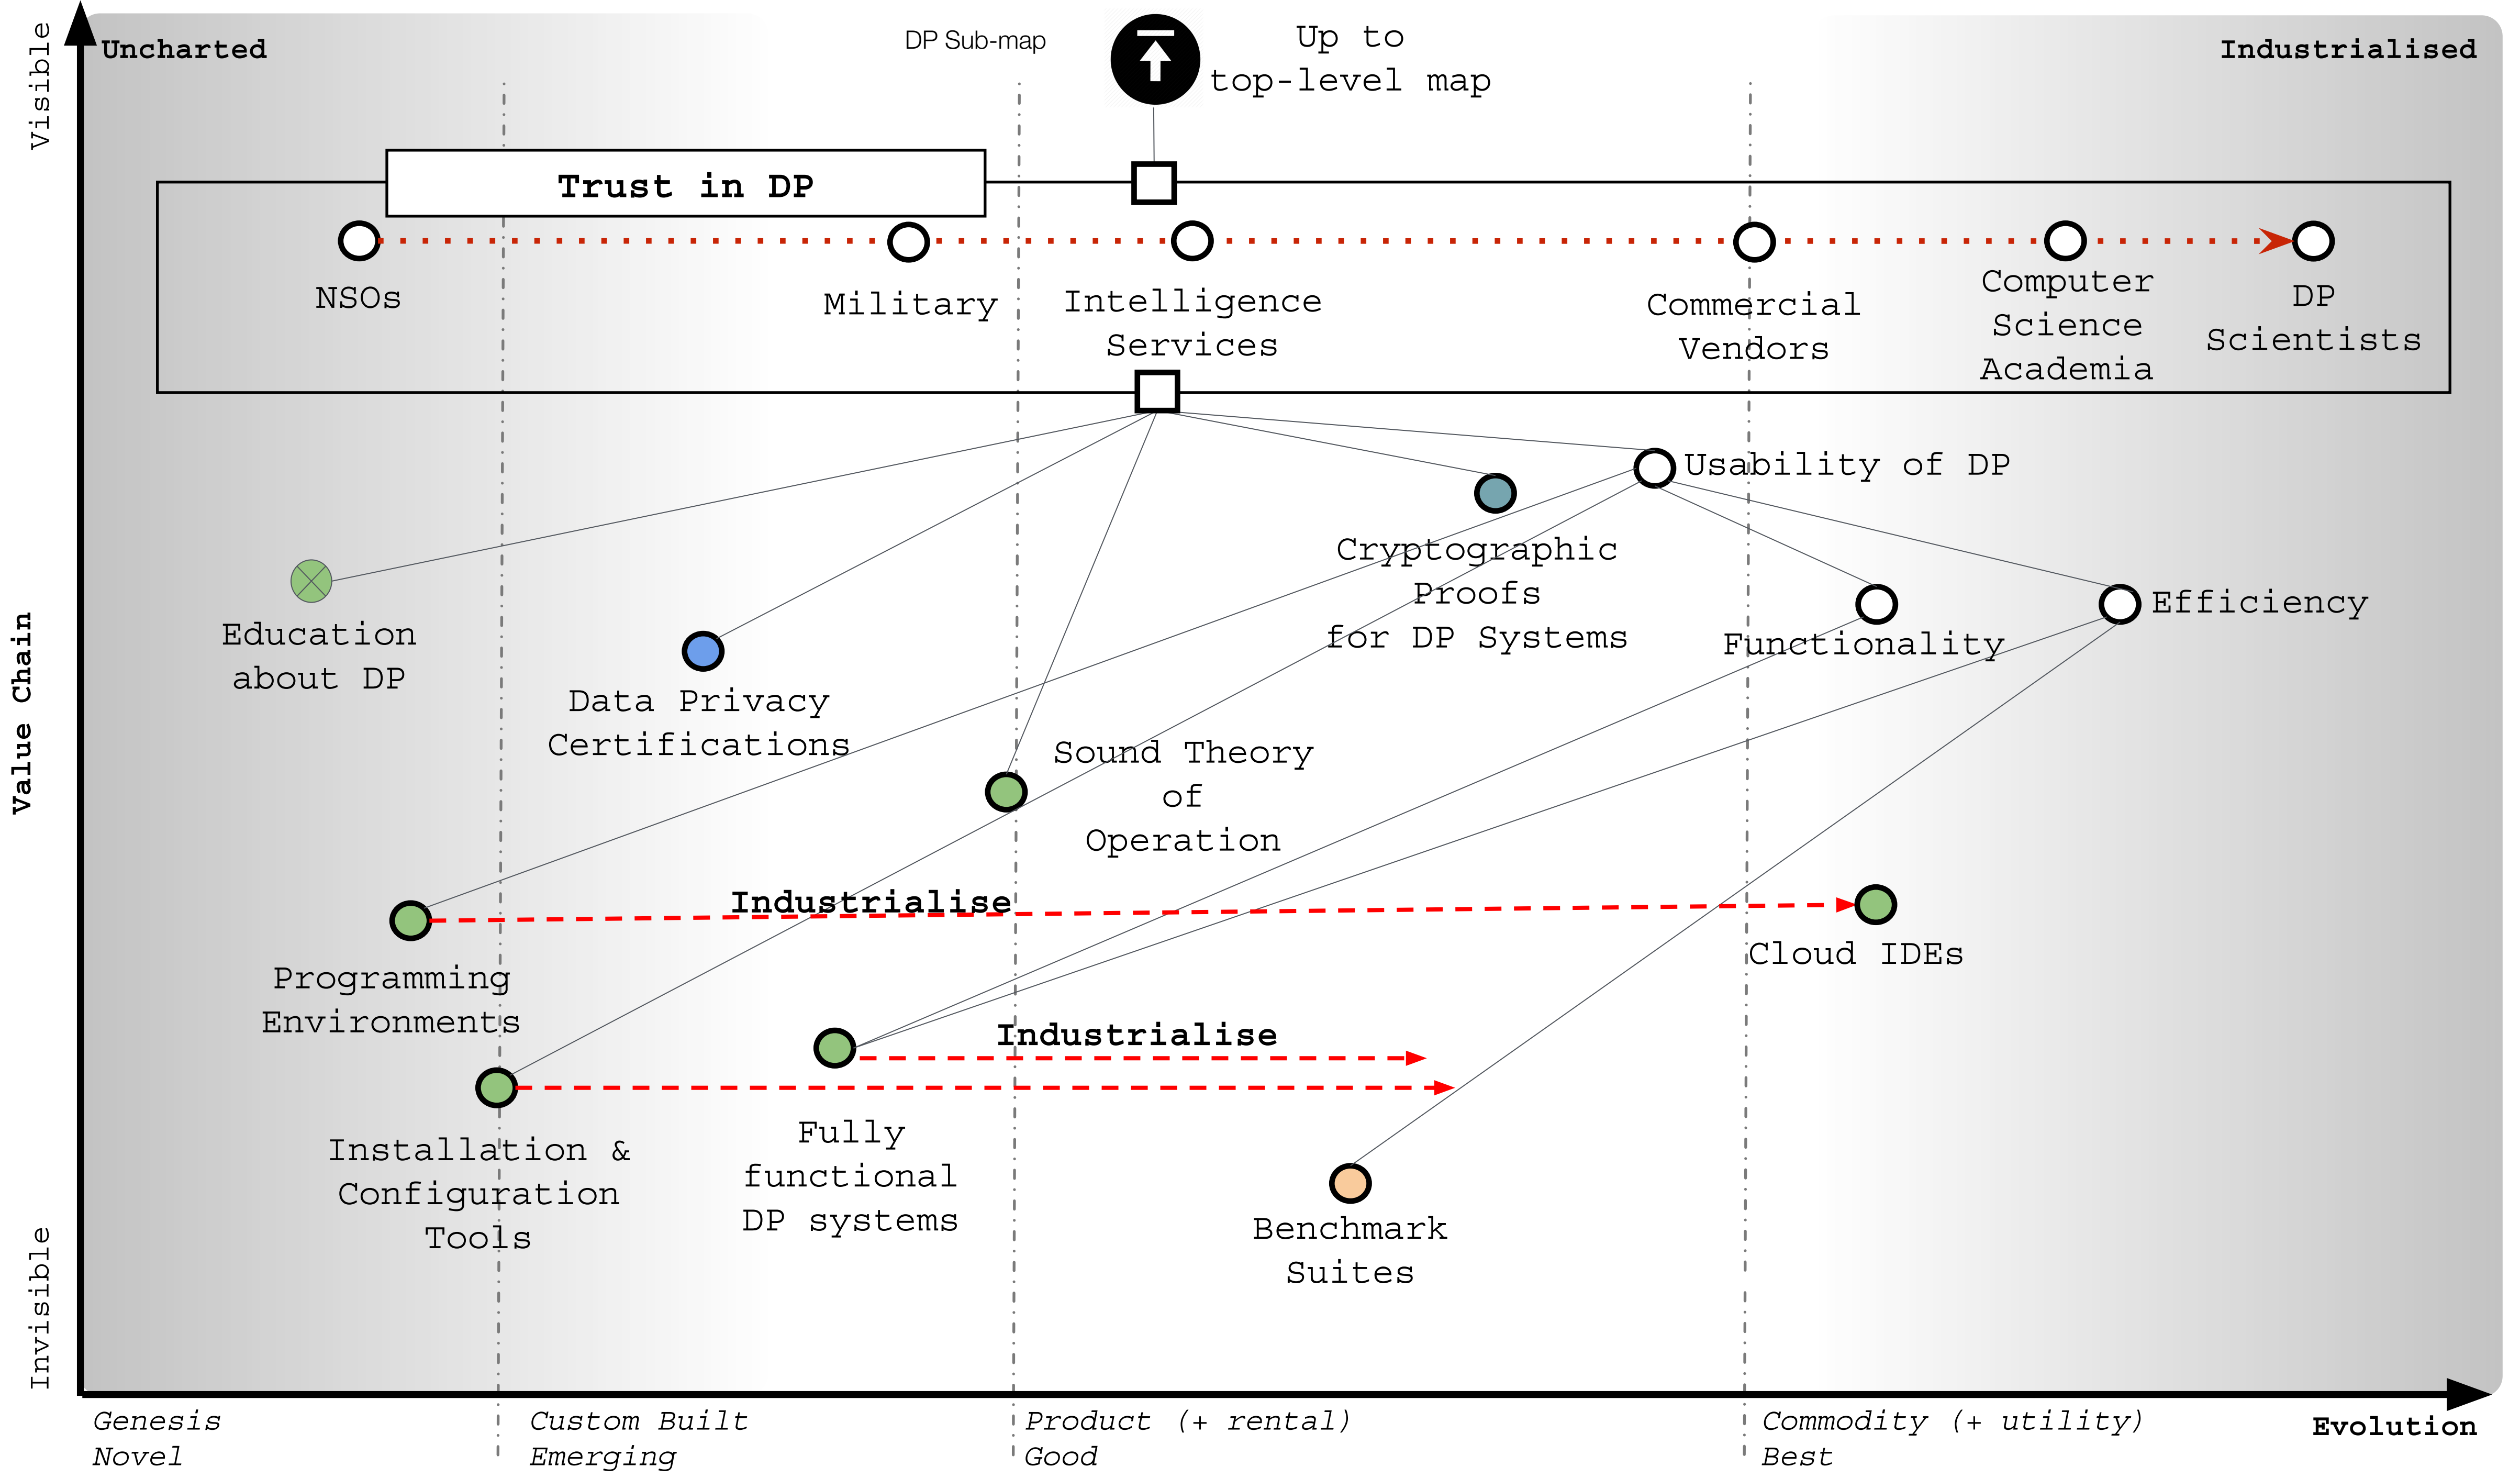 Visible
Uncharted
DP Sub-map
Up to
top-level map
Industrialised
Trust in DP
NSOs
Military
Intelligence
Services
Commercial
Vendors
Computer
Science
Academia
DP
Scientists
Usability of DP
Cryptographic
Proofs
for DP Systems
Education
about DP
Functionality
Efficiency
Value Chain
Data Privacy
Certifications
Sound Theory
of
Operation
Industrialise
Programming
Environments
Cloud IDEs
Industrialise
Installation &
Configuration
Tools
Fully
functional
DP systems
Benchmark
Suites
Invisible
Genesis
Novel
Custom Built
Emerging
Product (+ rental)
Good
Commodity (+ utility)
Best
Evolution